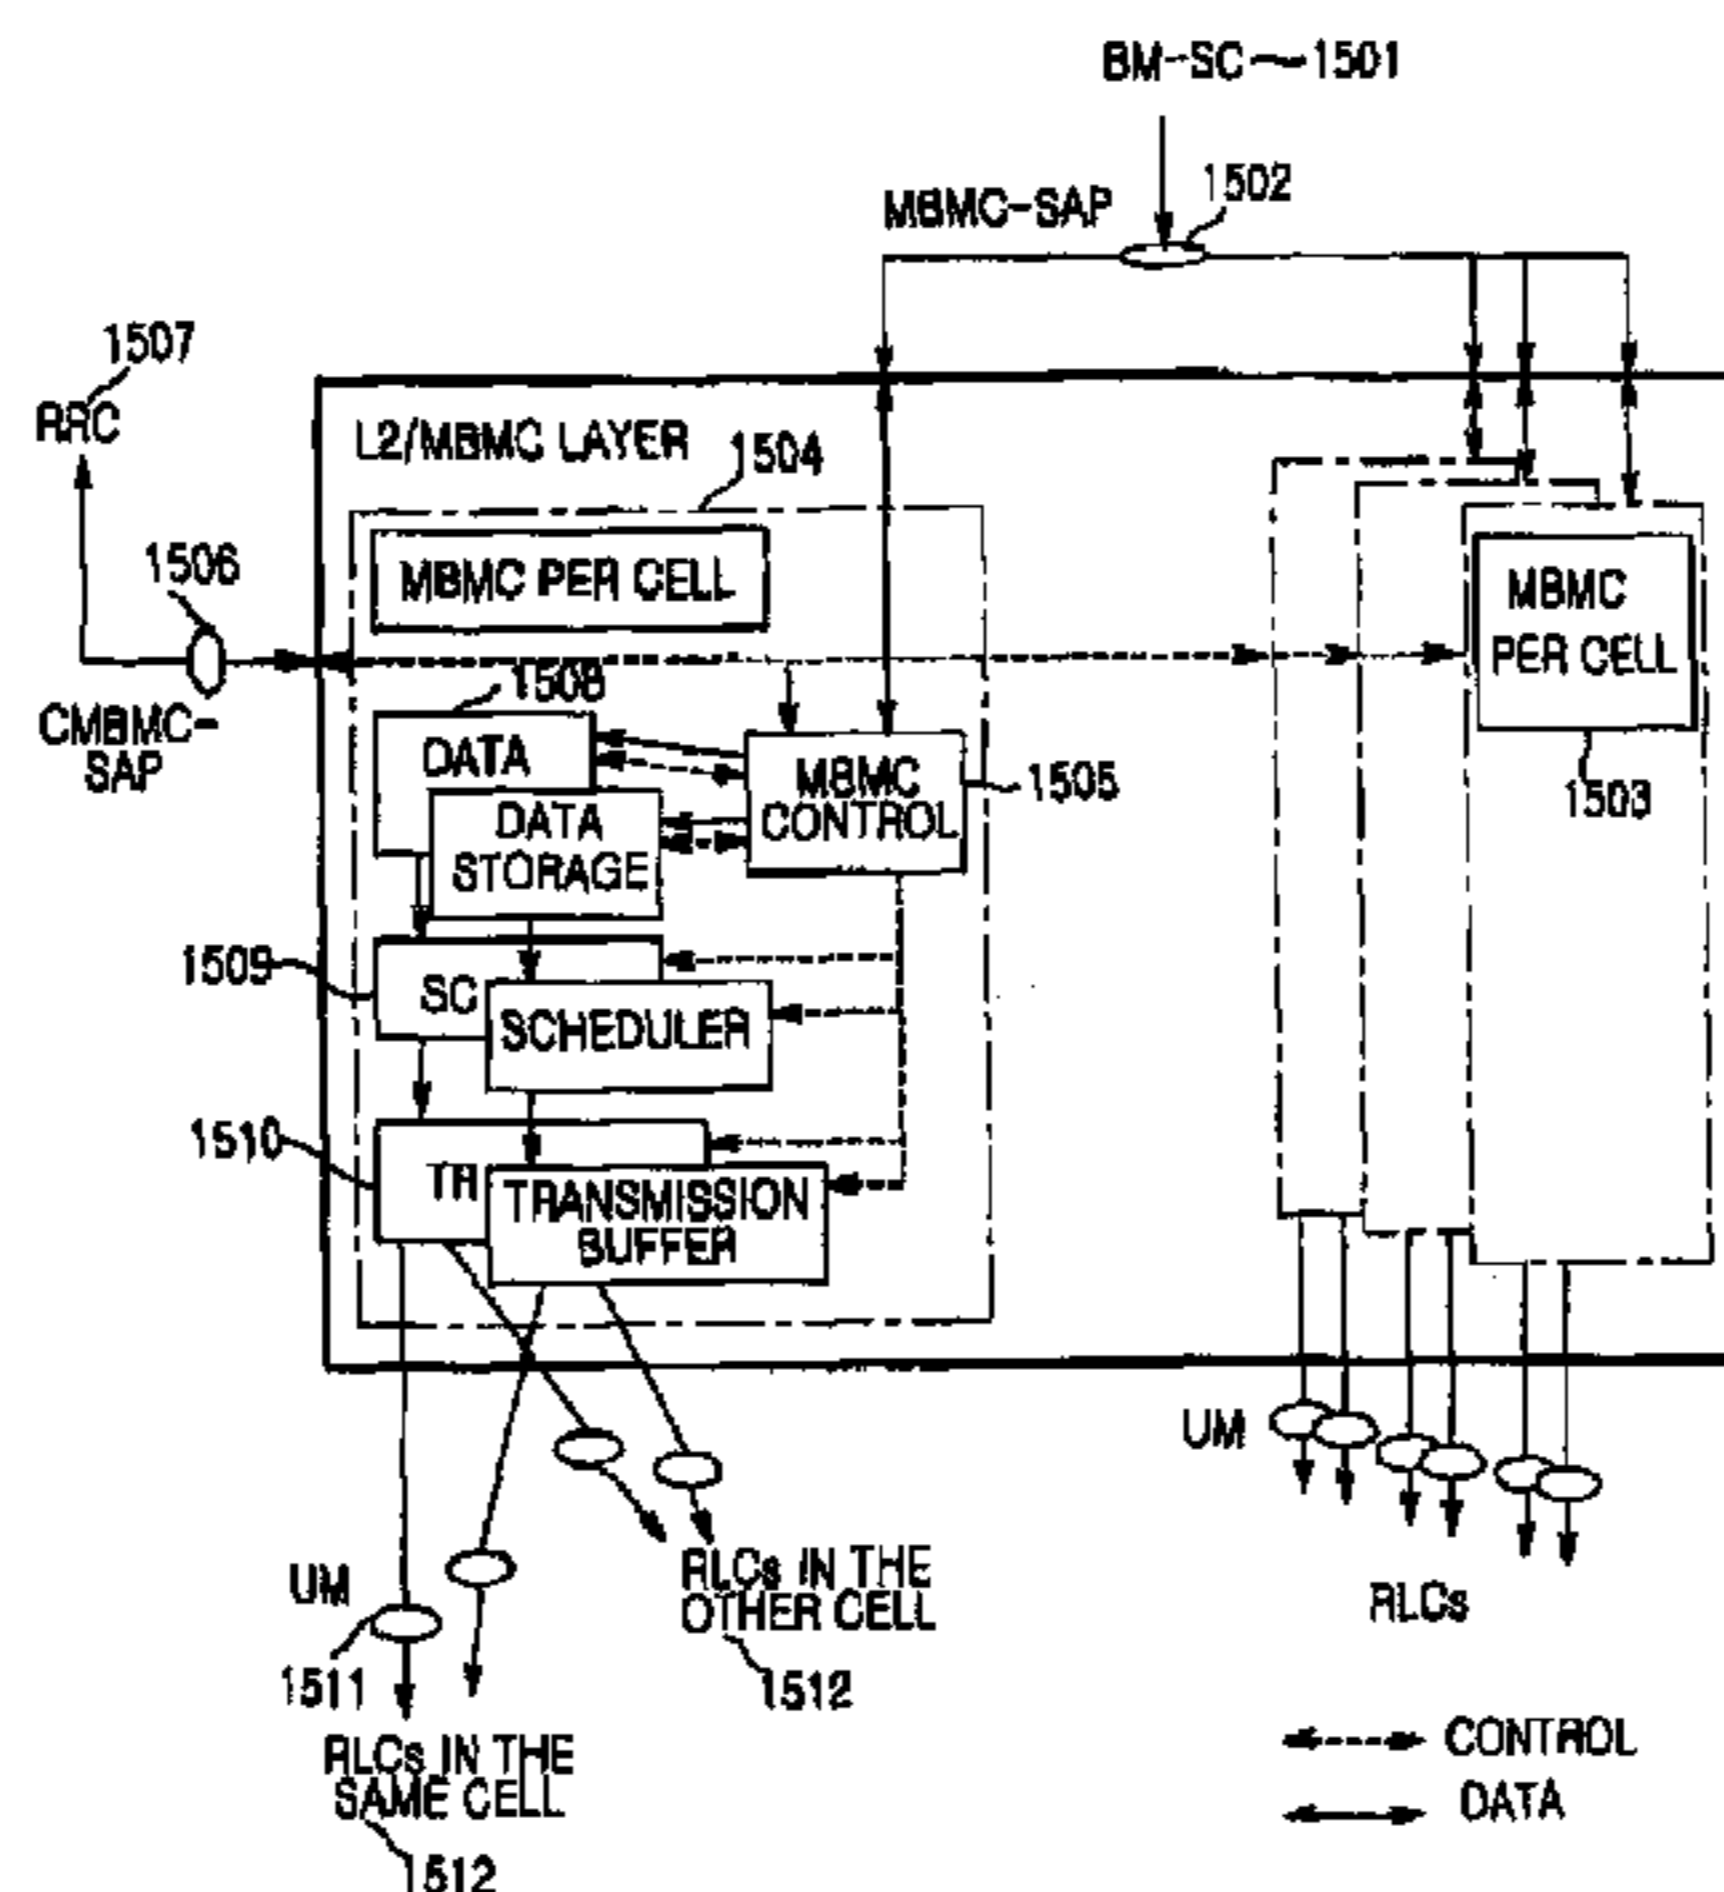 BM-SC 1501
MBMC-SAP
1502
1507
RRC
L2/MBMC LAYER
1504
1506
MBMC PER CELL
MBMC
PER CELL
1503
CMBMC-
SAP
1508
DATA
DATA
STORAGE
MBMC
CONTROL
1505
1509
SC
SCHEDULER
1510
TR
TRANSMISSION
BUFFER
UM
1511
RLCs IN THE
SAME CELL
1512
RLCs IN THE
OTHER CELL
1512
UM
RLCs
CONTROL
DATA